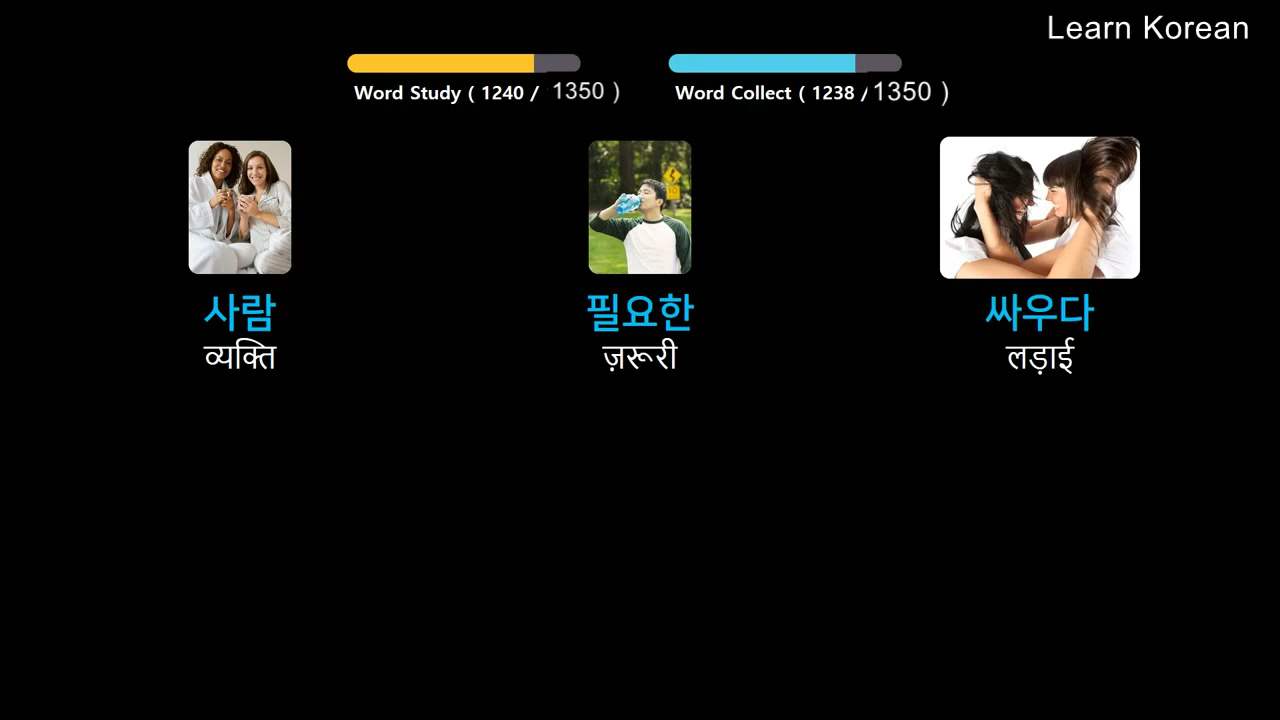 Learn Korean
Word Study ( 1240 / 1350 )
Word Collect ( 1238 / 1350 )
사람
व्यक्ति
필요한
ज़रूरी
싸우다
लड़ाई